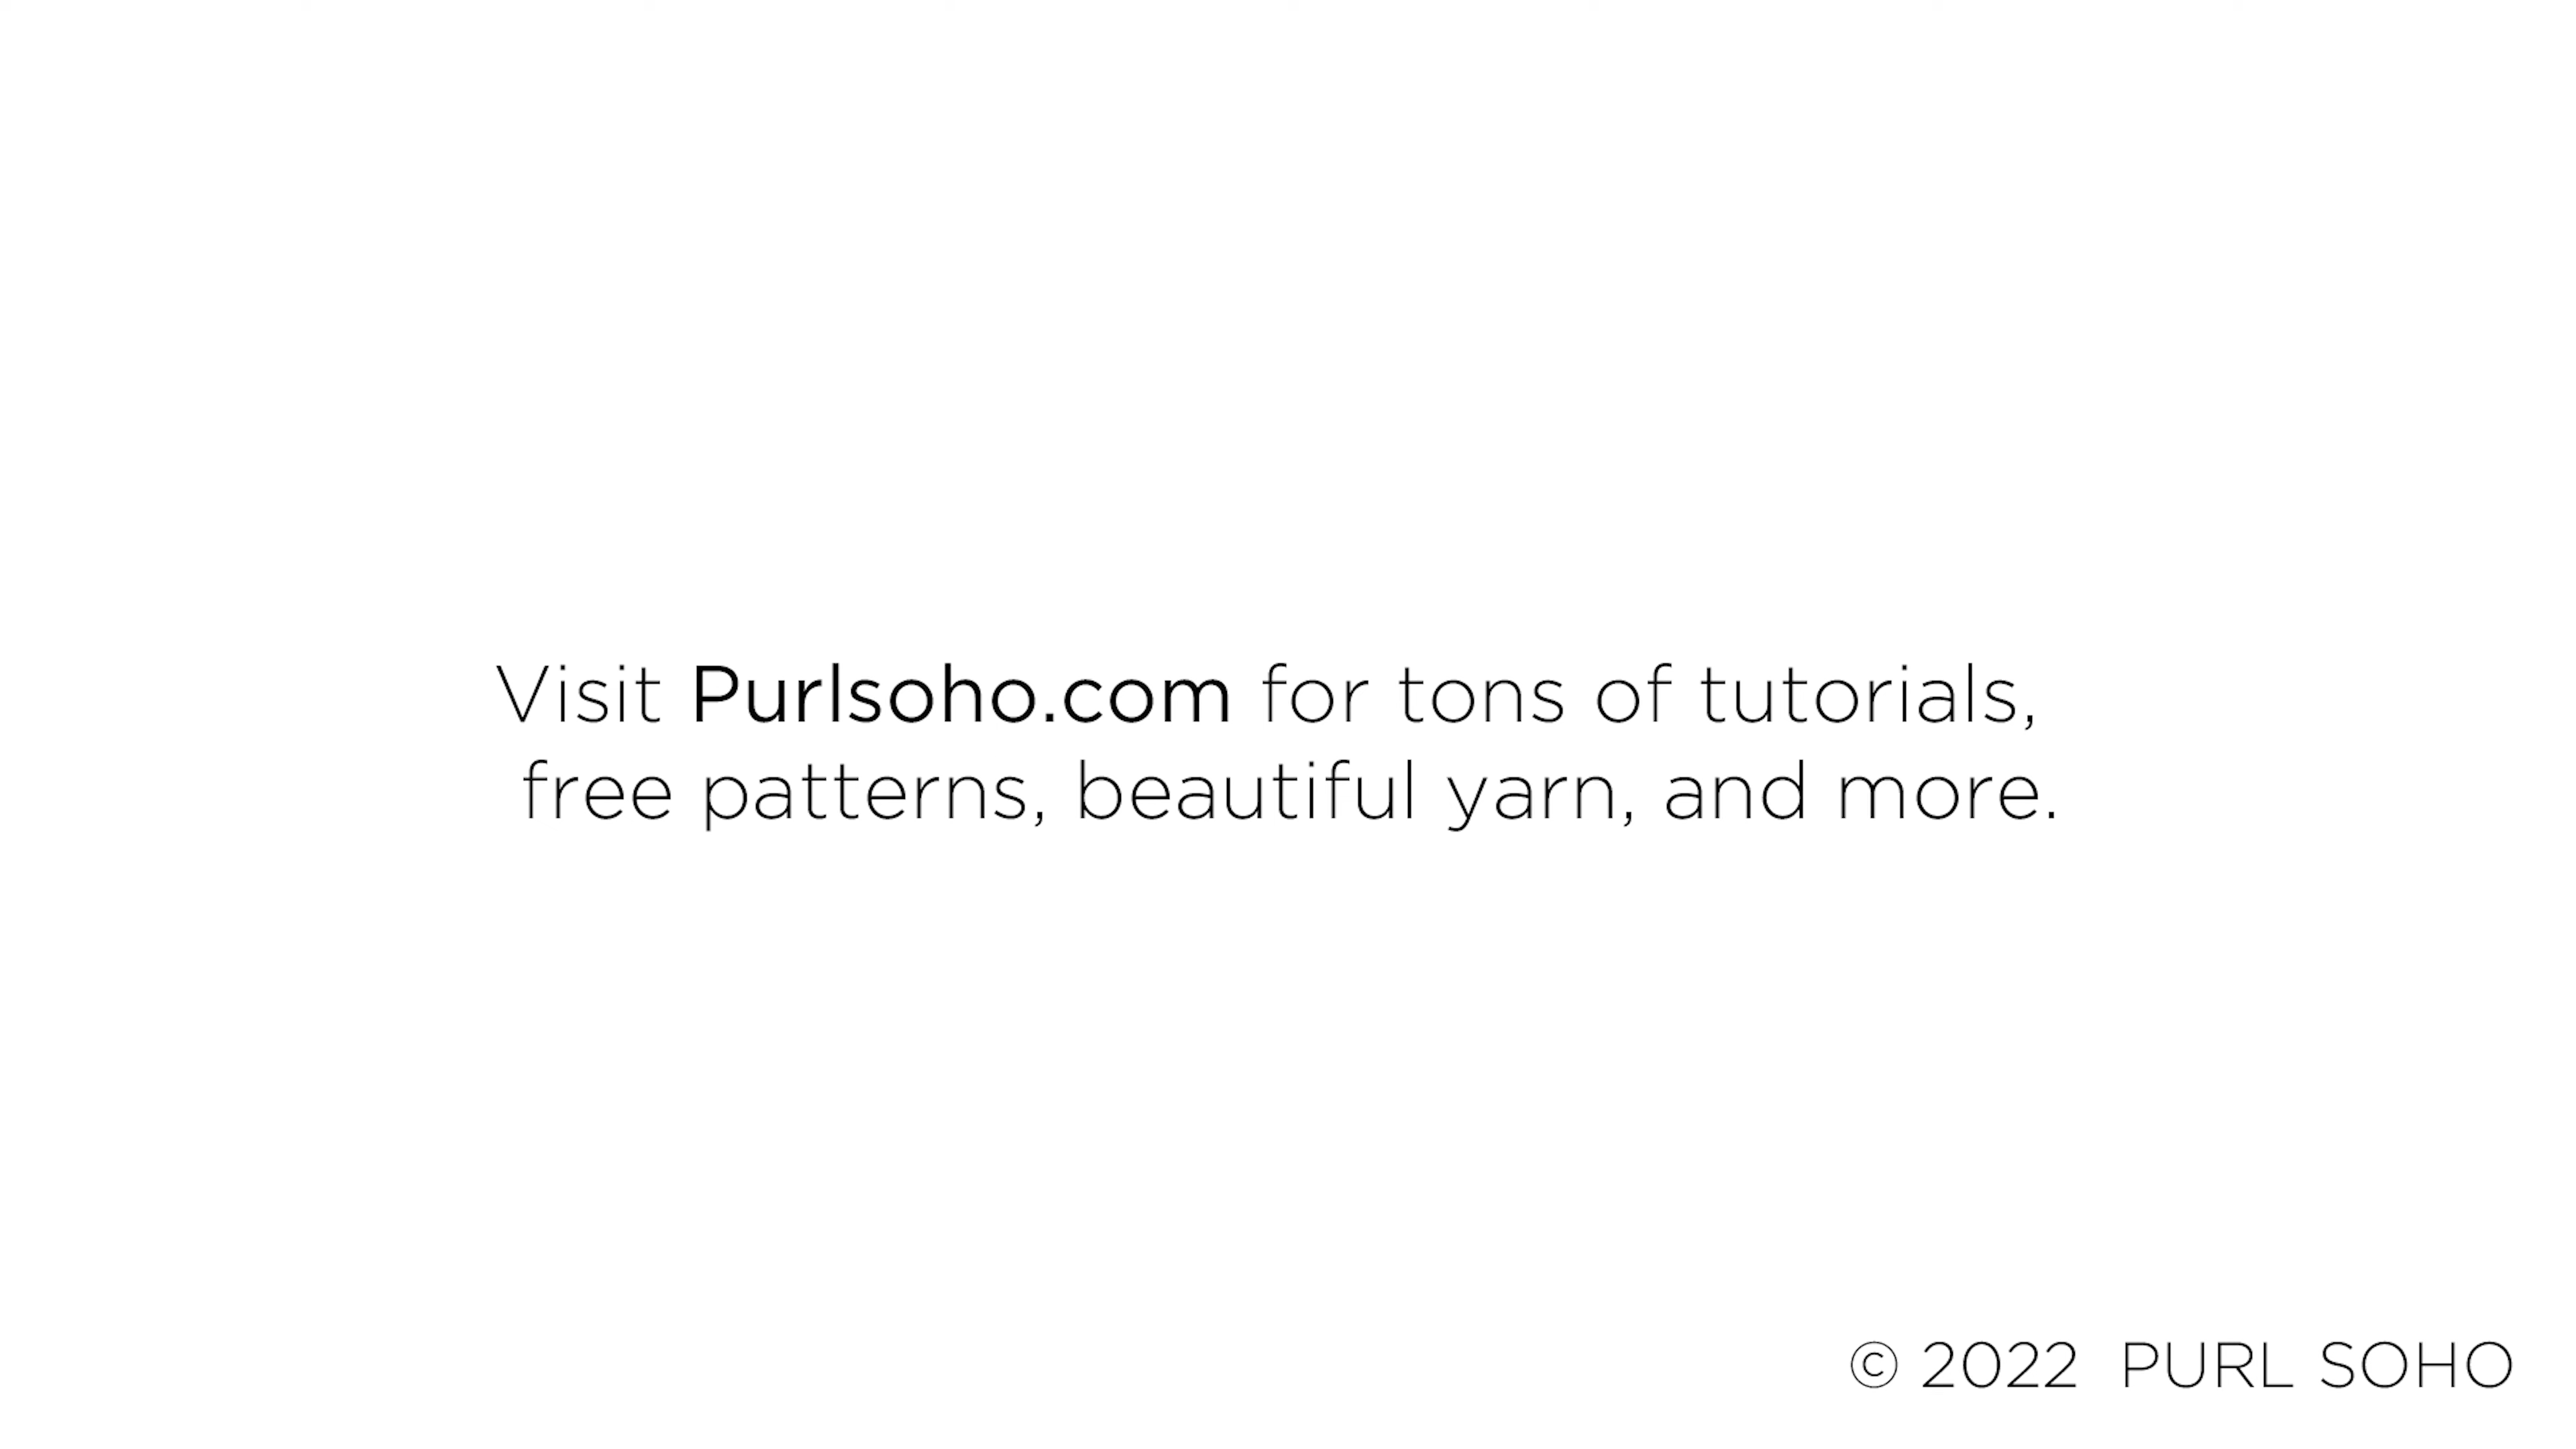 Visit Purlsoho.com for tons of tutorials,
free patterns, beautiful yarn, and more.
© 2022 PURL SOHO